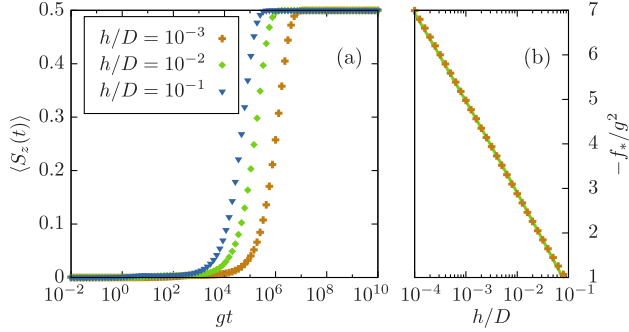 0.5
0.4
0.3
0.2
0.1
0
⟨S_z(t)⟩
h/D = 10^{-3}
h/D = 10^{-2}
h/D = 10^{-1}
(a)
10^{-2} 10^0 10^2 10^4 10^6 10^8 10^{10}
gt
(b)
7
6
5
4
3
2
1
−f_*/g^2
10^{-4} 10^{-3} 10^{-2} 10^{-1}
h/D